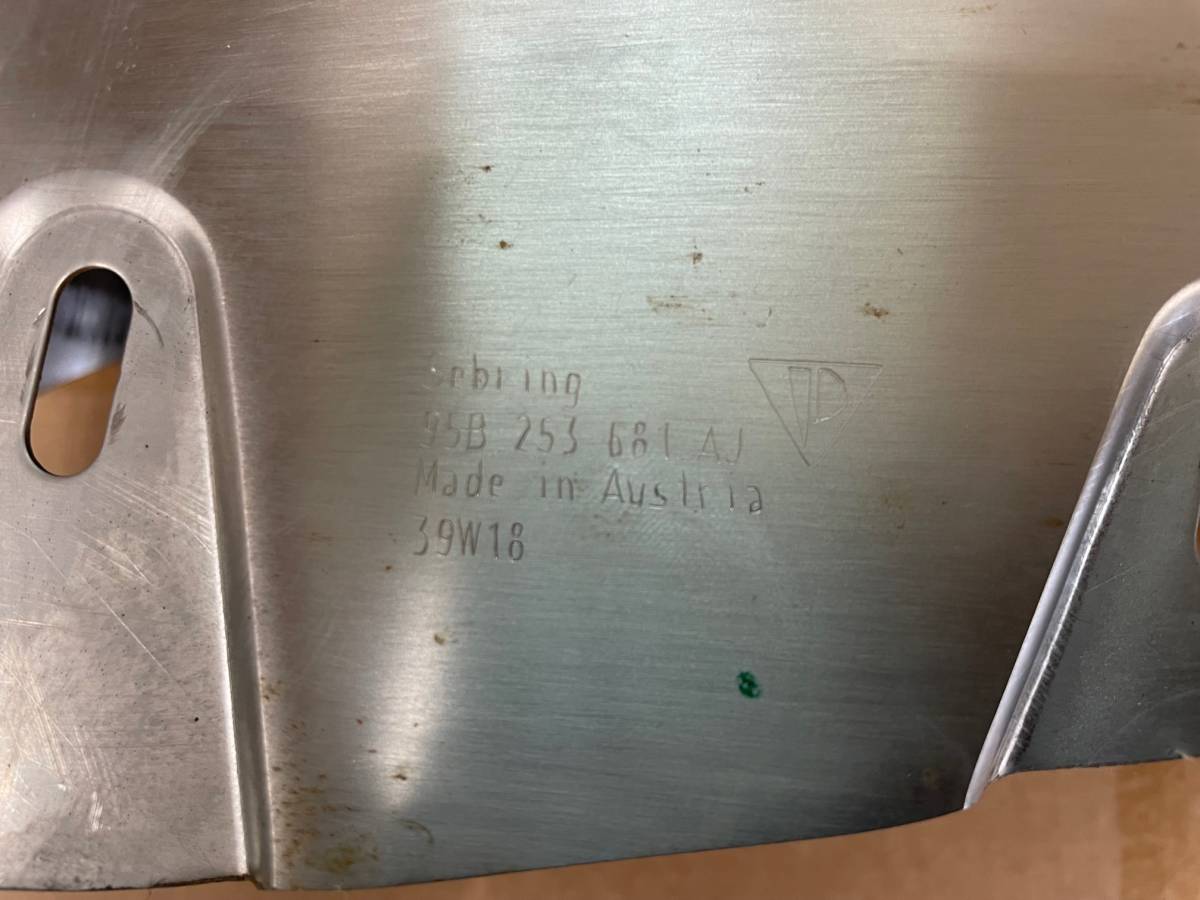 Sebring
95B 253 681 AJ
Made in Austria
39W18